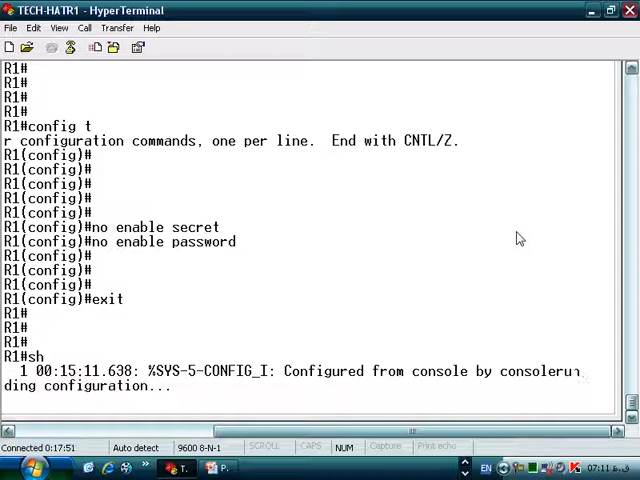 TECH-HATR1 - HyperTerminal
File Edit View Call Transfer Help
R1#
R1#
R1#
R1#
R1#config t
r configuration commands, one per line.  End with CNTL/Z.
R1(config)#
R1(config)#
R1(config)#
R1(config)#
R1(config)#
R1(config)#no enable secret
R1(config)#no enable password
R1(config)#
R1(config)#
R1(config)#
R1(config)#exit
R1#
R1#
R1#
R1#sh
1 00:15:11.638: %SYS-5-CONFIG_I: Configured from console by consolerun
ding configuration...
Connected 0:17:51 Auto detect 9600 8-N-1 SCROLL CAPS NUM Capture Print echo
T. P. EN 07:11 ق.ظ